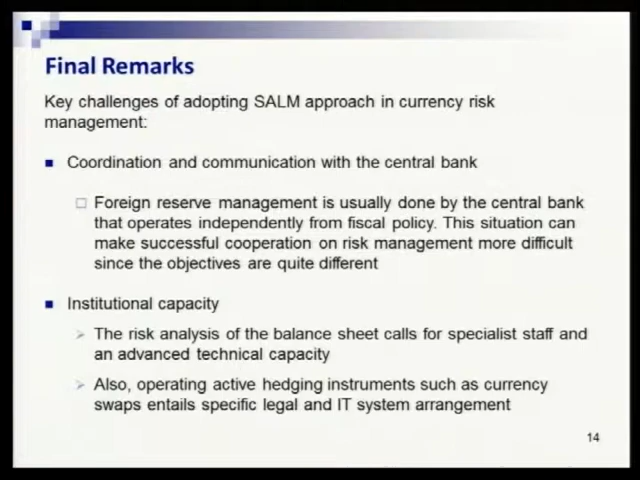 Final Remarks
Key challenges of adopting SALM approach in currency risk
management:
Coordination and communication with the central bank
Foreign reserve management is usually done by the central bank
that operates independently from fiscal policy. This situation can
make successful cooperation on risk management more difficult
since the objectives are quite different
Institutional capacity
The risk analysis of the balance sheet calls for specialist staff and
an advanced technical capacity
Also, operating active hedging instruments such as currency
swaps entails specific legal and IT system arrangement
14